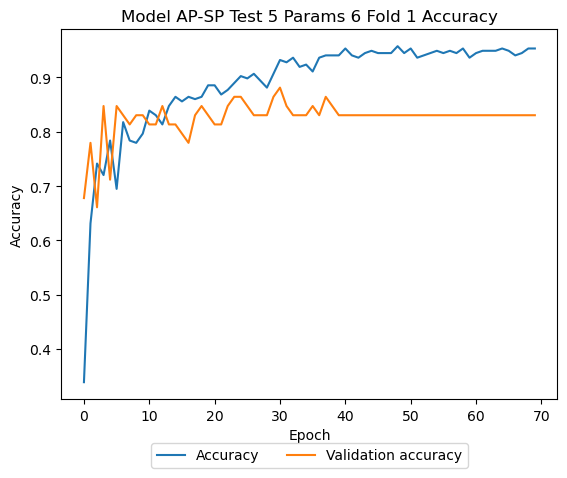 Model AP-SP Test 5 Params 6 Fold 1 Accuracy
Accuracy
0.9
0.8
0.7
0.6
0.5
0.4
0 10 20 30 40 50 60 70
Epoch
Accuracy Validation accuracy